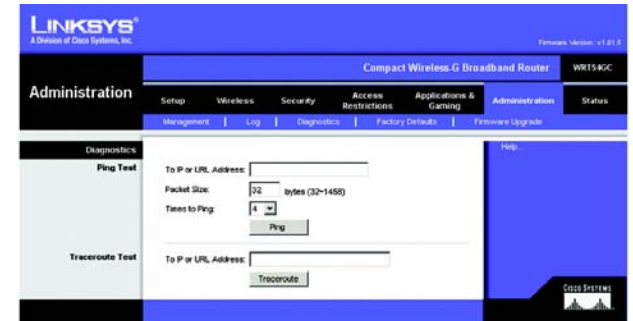 LINKSYS®
A Division of Cisco Systems, Inc.
Firmware Version: v1.01.6
Compact Wireless-G Broadband Router WRT54GC
Administration
Setup Wireless Security Access Restrictions Applications & Gaming Administration Status
Management | Log | Diagnostics | Factory Defaults | Firmware Upgrade
Diagnostics
Help...
Ping Test
To IP or URL Address:
Packet Size: 32 bytes (32~1458)
Times to Ping: 4
Ping
Traceroute Test
To IP or URL Address:
Traceroute
CISCO SYSTEMS